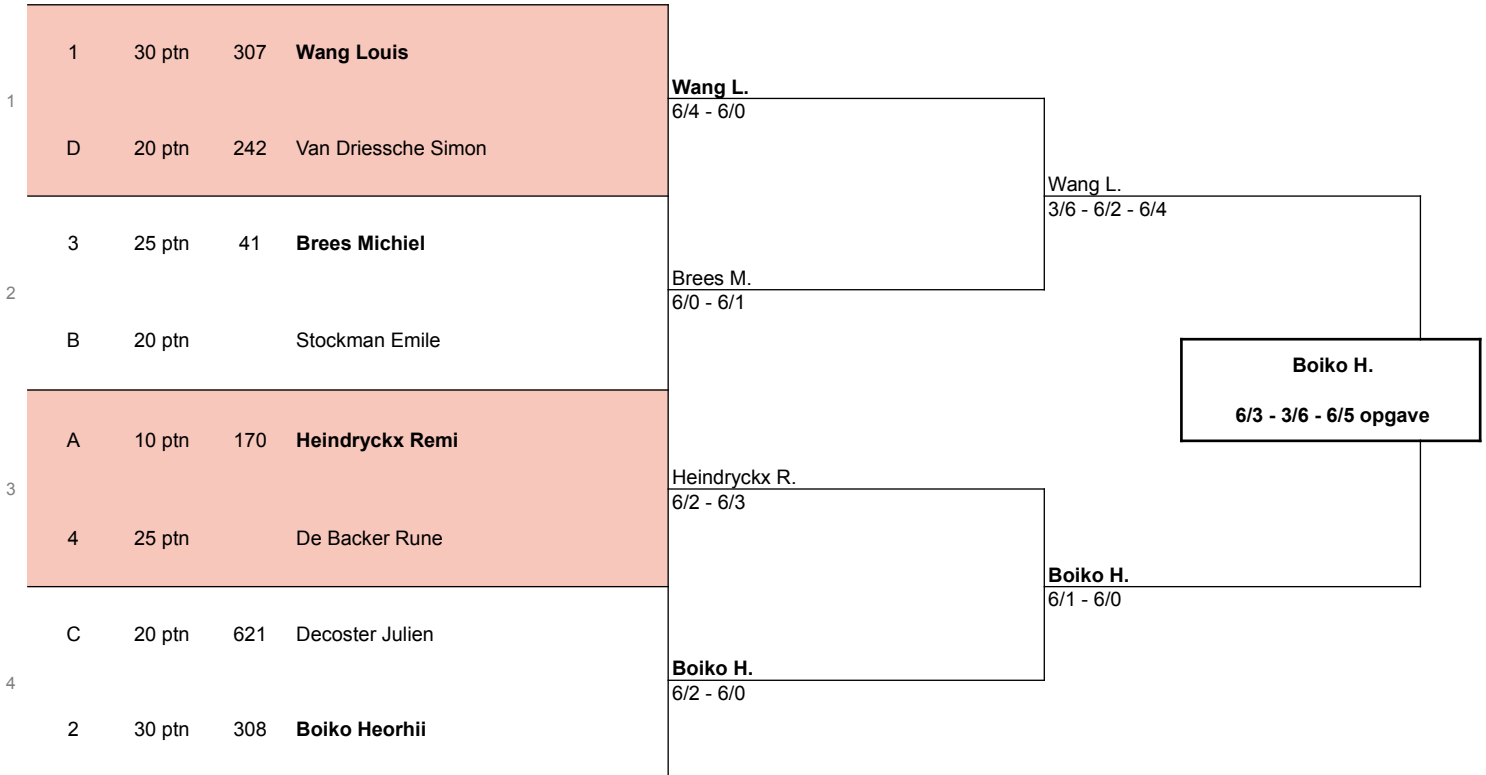 1 30 ptn 307 Wang Louis
1
D 20 ptn 242 Van Driessche Simon
3 25 ptn 41 Brees Michiel
2
B 20 ptn Stockman Emile
A 10 ptn 170 Heindryckx Remi
3
4 25 ptn De Backer Rune
C 20 ptn 621 Decoster Julien
4
2 30 ptn 308 Boiko Heorhii
Wang L.
6/4 - 6/0
Brees M.
6/0 - 6/1
Heindryckx R.
6/2 - 6/3
Boiko H.
6/2 - 6/0
Wang L.
3/6 - 6/2 - 6/4
Boiko H.
6/1 - 6/0
Boiko H.
6/3 - 3/6 - 6/5 opgave